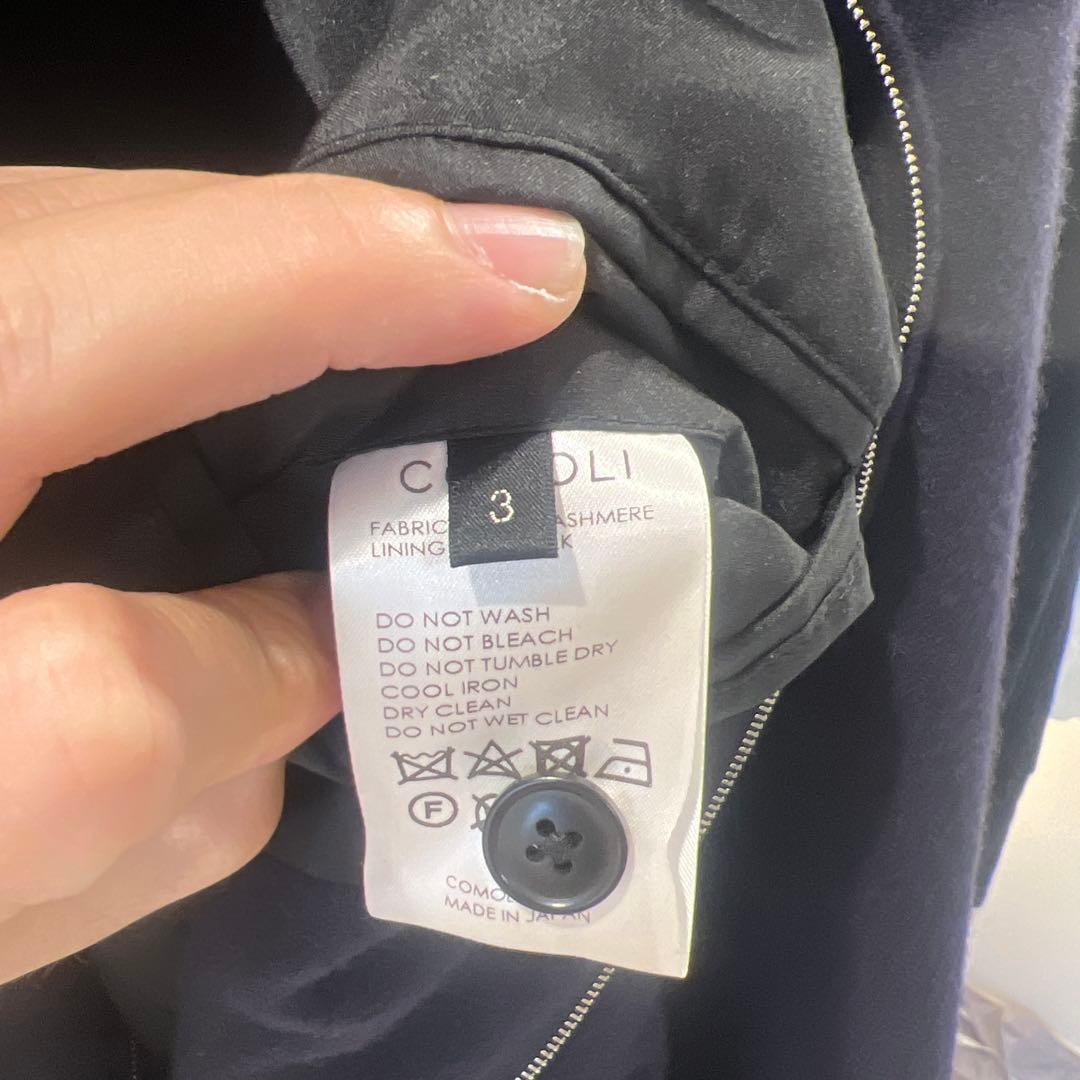 3
FABRIC
LINING
DO NOT WASH
DO NOT BLEACH
DO NOT TUMBLE DRY
COOL IRON
DRY CLEAN
DO NOT WET CLEAN
F
MADE IN JAPAN